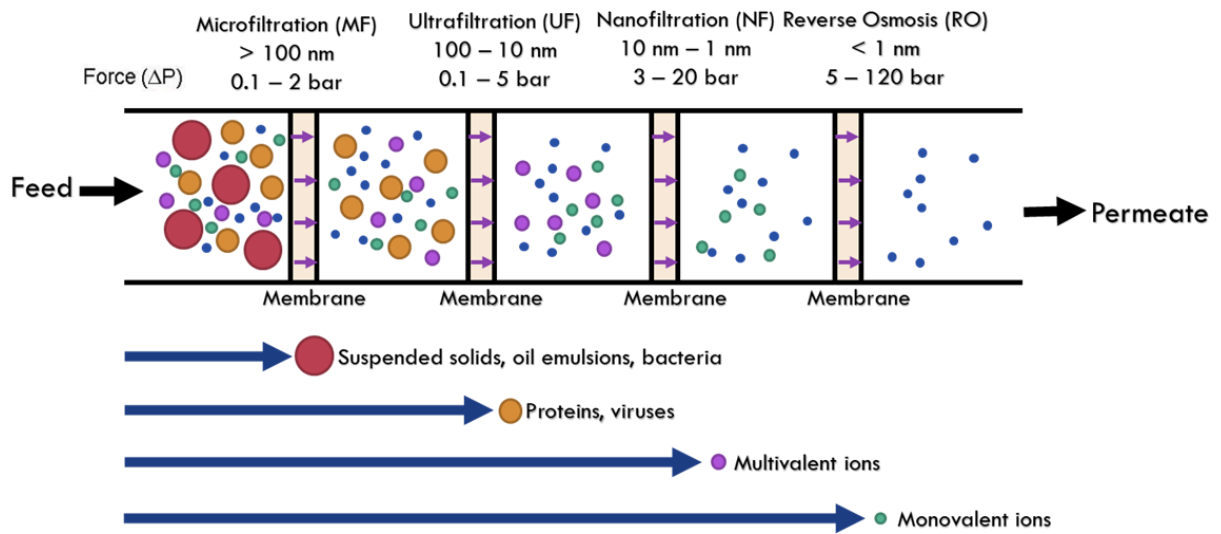 Microfiltration (MF)
> 100 nm
0.1 – 2 bar
Ultrafiltration (UF)
100 – 10 nm
0.1 – 5 bar
Nanofiltration (NF)
10 nm – 1 nm
3 – 20 bar
Reverse Osmosis (RO)
< 1 nm
5 – 120 bar
Force (ΔP)
Feed
Permeate
Membrane
Membrane
Membrane
Membrane
Suspended solids, oil emulsions, bacteria
Proteins, viruses
Multivalent ions
Monovalent ions